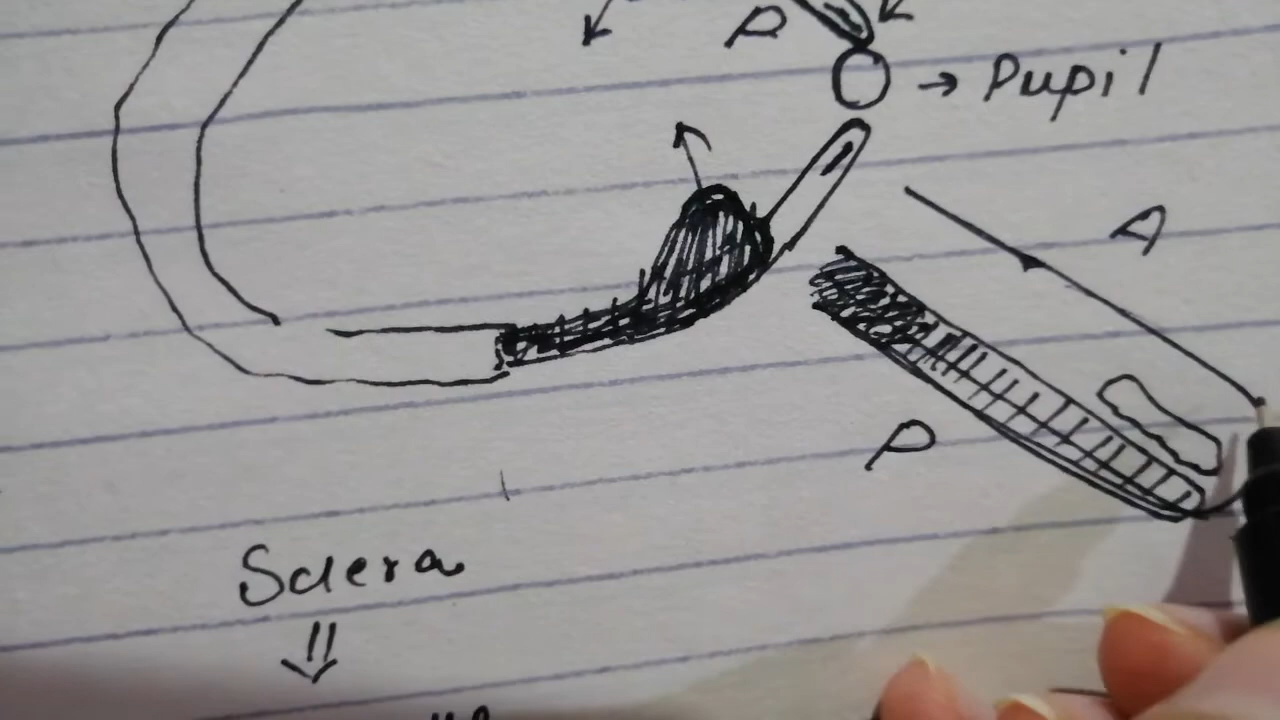 P
→ Pupil
A
P
Sclera
⇓